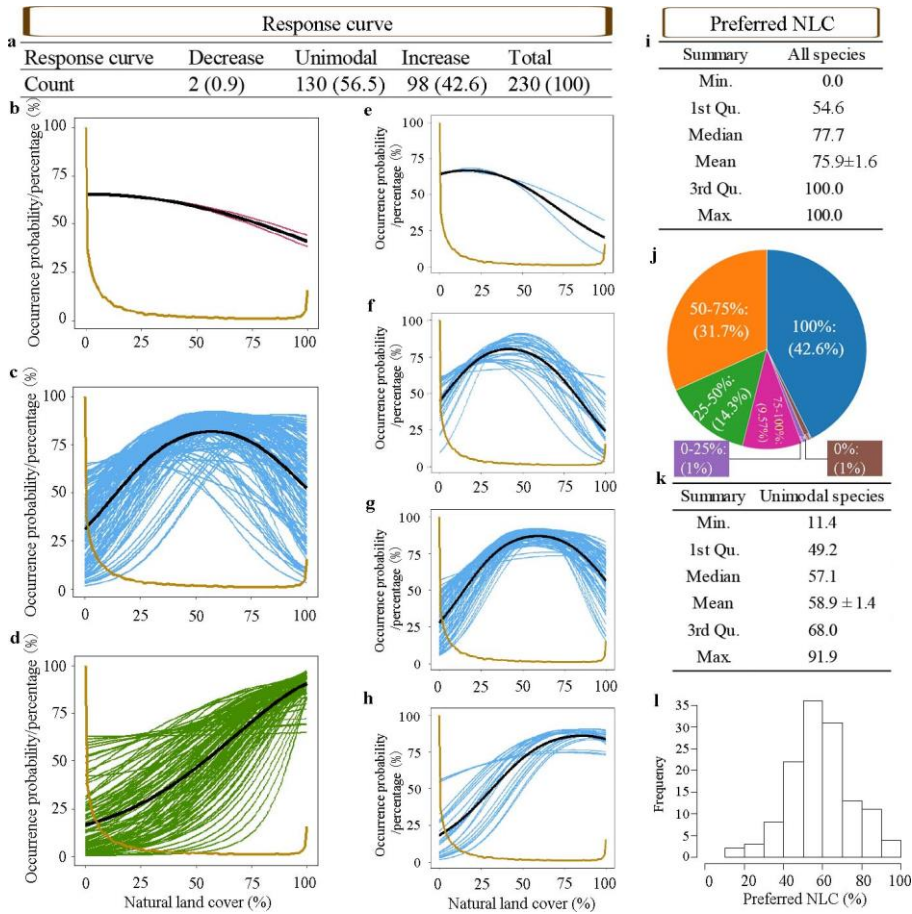 Response curve
a
Response curve Decrease Unimodal Increase Total
Count 2 (0.9) 130 (56.5) 98 (42.6) 230 (100)
b
Occurrence probability/percentage (%)
100
75
50
25
0
0 25 50 75 100
c
Occurrence probability/percentage (%)
100
75
50
25
0
0 25 50 75 100
d
Occurrence probability/percentage (%)
100
75
50
25
0
0 25 50 75 100
Natural land cover (%)
e
Occurrence probability
/percentage (%)
100
75
50
25
0
0 25 50 75 100
f
Occurrence probability
/percentage (%)
100
75
50
25
0
0 25 50 75 100
g
Occurrence probability
/percentage (%)
100
75
50
25
0
0 25 50 75 100
h
Occurrence probability
/percentage (%)
100
75
50
25
0
0 25 50 75 100
Natural land cover (%)
Preferred NLC
i
Summary All species
Min. 0.0
1st Qu. 54.6
Median 77.7
Mean 75.9±1.6
3rd Qu. 100.0
Max. 100.0
j
50-75%:
(31.7%)
100%:
(42.6%)
25-50%:
(14.3%)
75-100%:
(9.57%)
0-25%:
(1%)
0%:
(1%)
k
Summary Unimodal species
Min. 11.4
1st Qu. 49.2
Median 57.1
Mean 58.9 ± 1.4
3rd Qu. 68.0
Max. 91.9
l
Frequency
35
25
15
0 5
0 20 40 60 80 100
Preferred NLC (%)